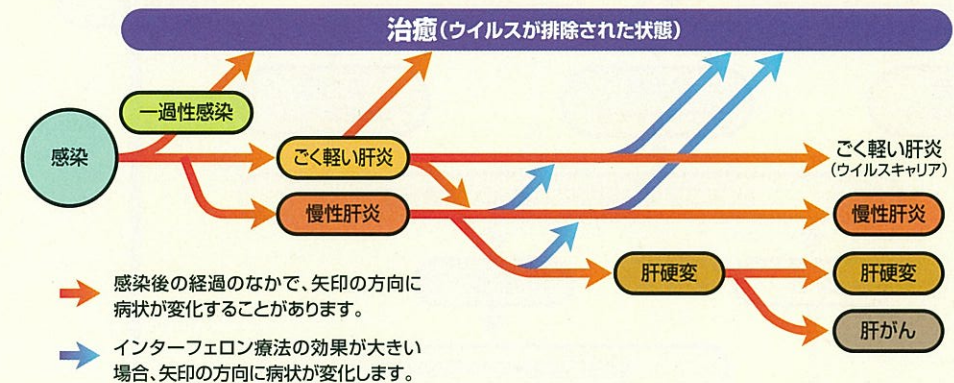 治癒(ウイルスが排除された状態)
一過性感染
感染
ごく軽い肝炎
慢性肝炎
肝硬変
ごく軽い肝炎
(ウイルスキャリア)
慢性肝炎
肝硬変
肝がん
感染後の経過のなかで、矢印の方向に
病状が変化することがあります。
インターフェロン療法の効果が大きい
場合、矢印の方向に病状が変化します。